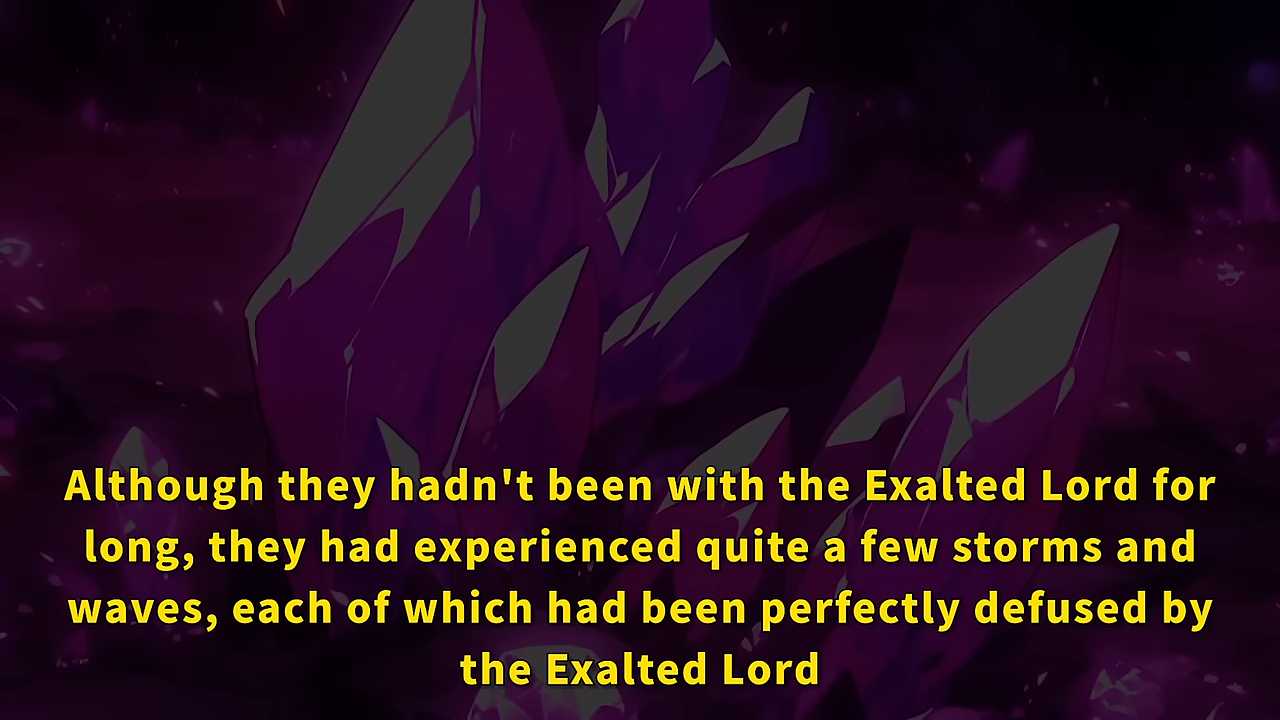 Although they hadn't been with the Exalted Lord for
long, they had experienced quite a few storms and
waves, each of which had been perfectly defused by
the Exalted Lord